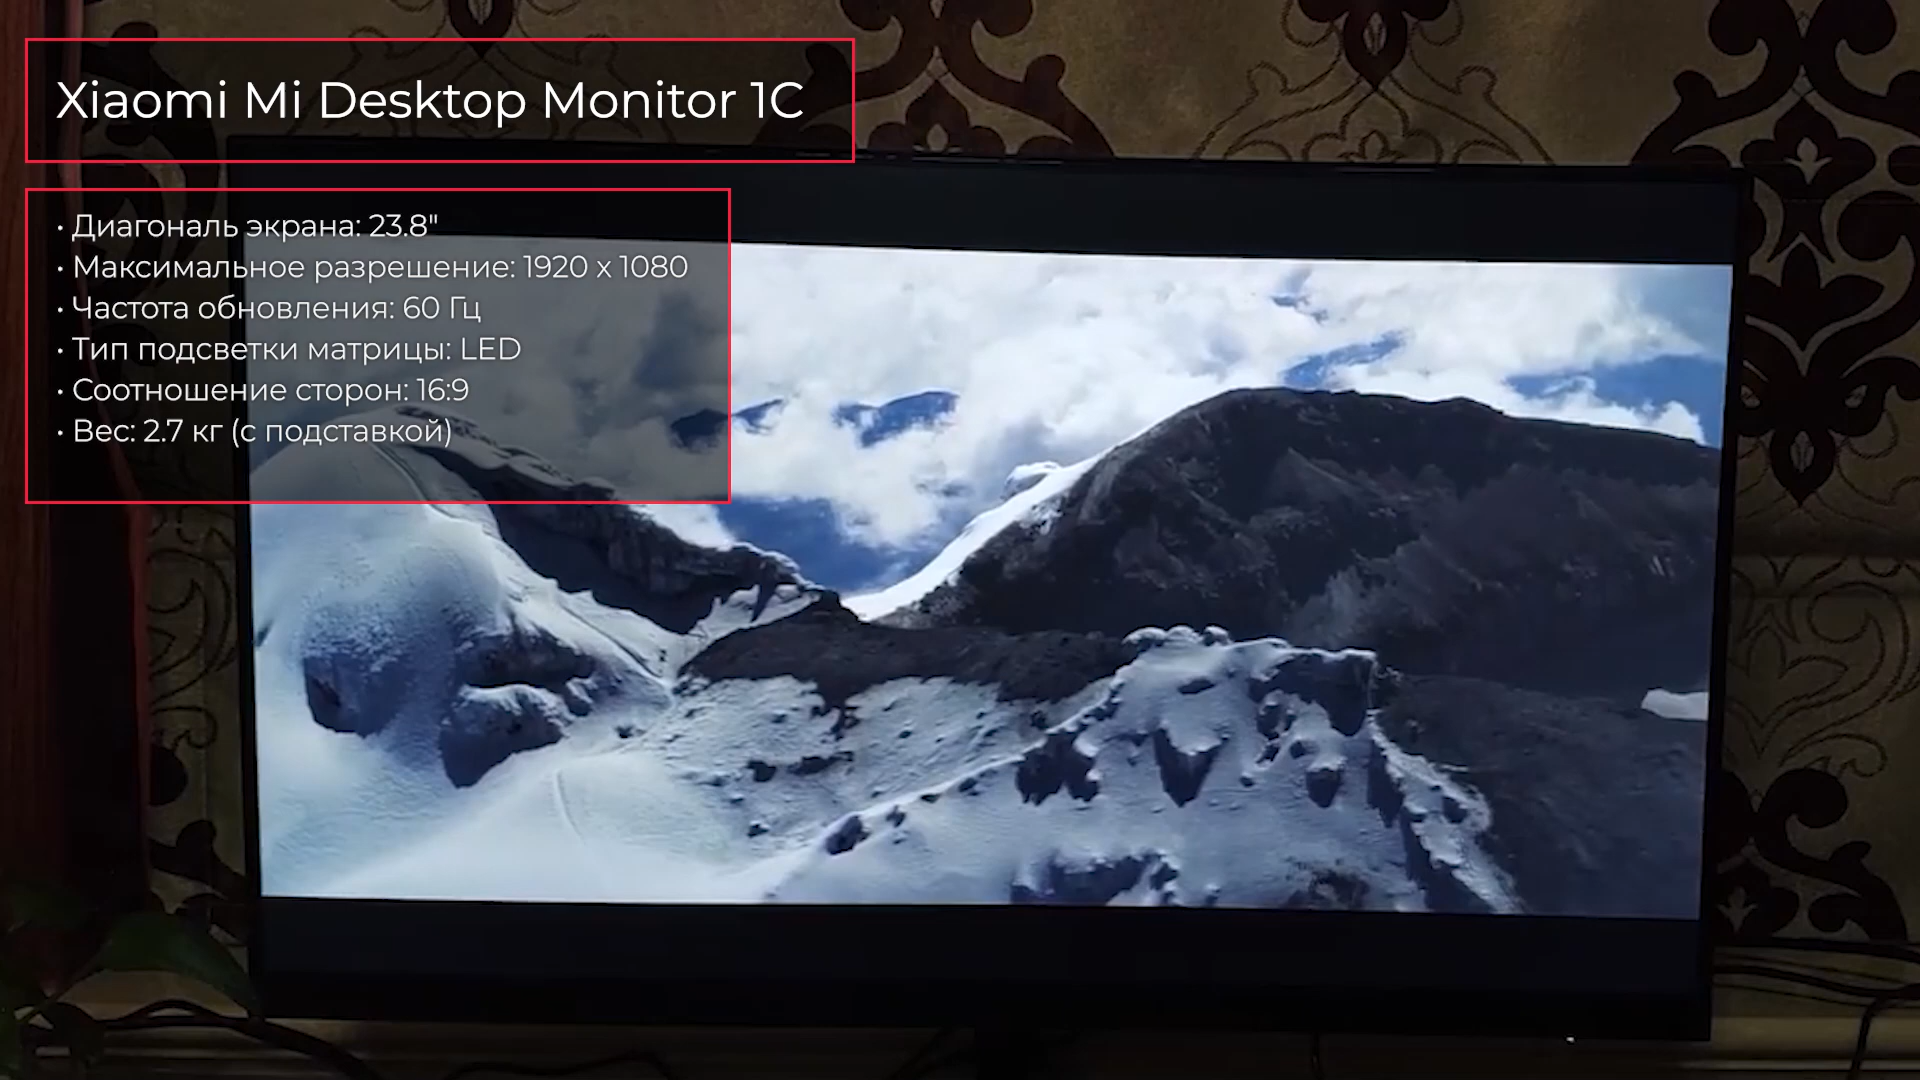 Xiaomi Mi Desktop Monitor 1C
• Диагональ экрана: 23.8"
• Максимальное разрешение: 1920 x 1080
• Частота обновления: 60 Гц
• Тип подсветки матрицы: LED
• Соотношение сторон: 16:9
• Вес: 2.7 кг (с подставкой)